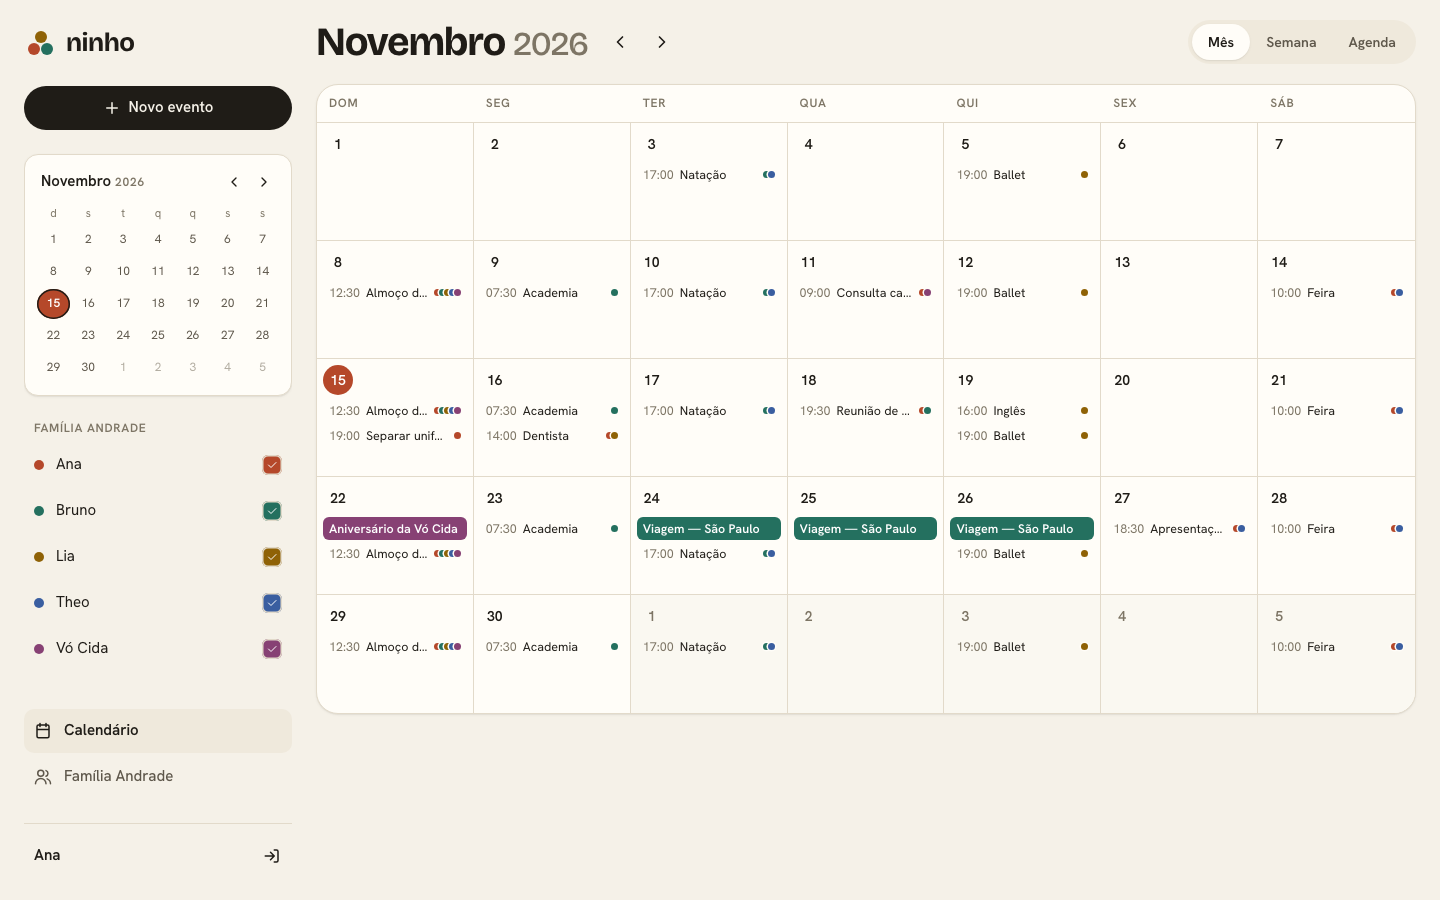 ninho
Novo evento
Novembro 2026
d s t q q s s
1 2 3 4 5 6 7
8 9 10 11 12 13 14
15 16 17 18 19 20 21
22 23 24 25 26 27 28
29 30 1 2 3 4 5
FAMÍLIA ANDRADE
Ana
Bruno
Lia
Theo
Vó Cida
Calendário
Família Andrade
Ana
Novembro 2026
Mês Semana Agenda
DOM SEG TER QUA QUI SEX SÁB
1 2 3 4 5 6 7
17:00 Natação 19:00 Ballet
8 9 10 11 12 13 14
12:30 Almoço d... 07:30 Academia 17:00 Natação 09:00 Consulta ca... 19:00 Ballet 10:00 Feira
15 16 17 18 19 20 21
12:30 Almoço d... 07:30 Academia 17:00 Natação 19:30 Reunião de ... 16:00 Inglês 10:00 Feira
19:00 Separar unif... 14:00 Dentista 19:00 Ballet
22 23 24 25 26 27 28
Aniversário da Vó Cida 07:30 Academia Viagem — São Paulo Viagem — São Paulo Viagem — São Paulo 18:30 Apresentaç... 10:00 Feira
12:30 Almoço d... 17:00 Natação 19:00 Ballet
29 30 1 2 3 4 5
12:30 Almoço d... 07:30 Academia 17:00 Natação 19:00 Ballet 10:00 Feira